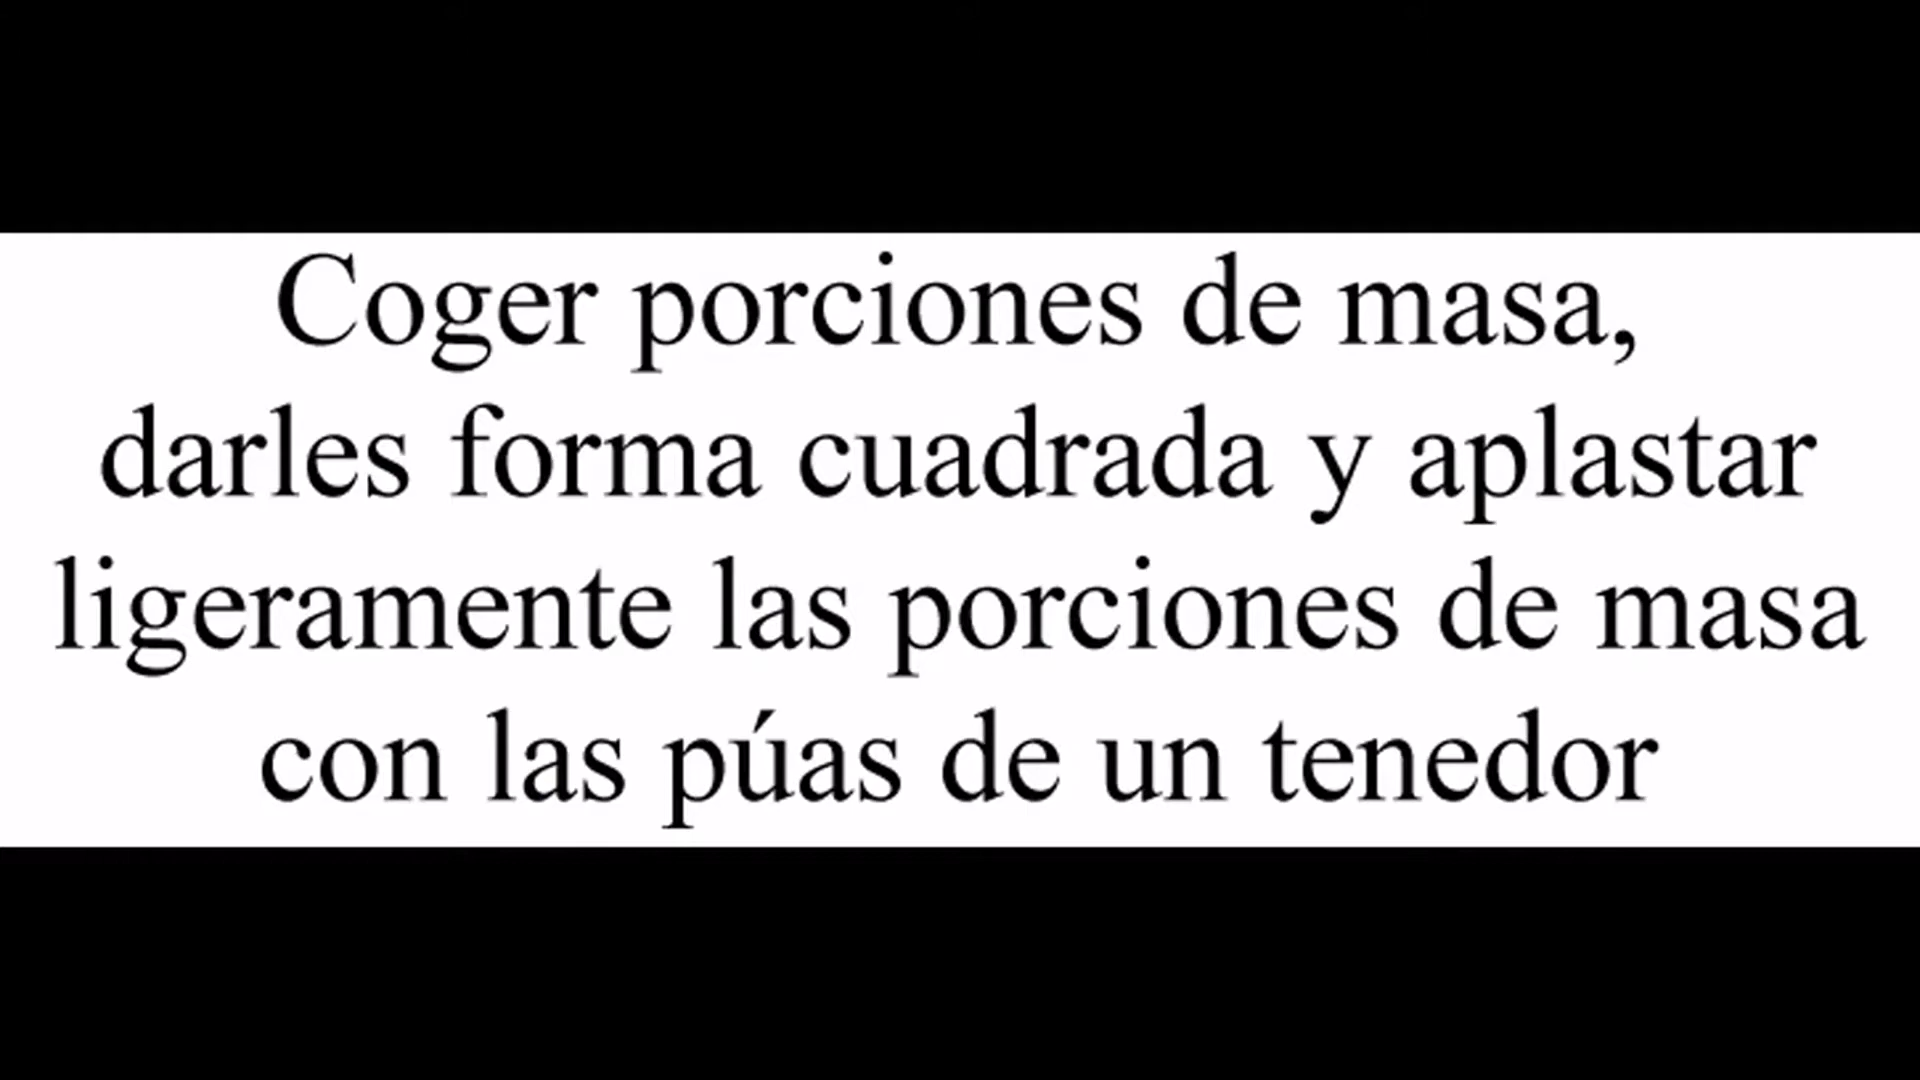 Coger porciones de masa,
darles forma cuadrada y aplastar
ligeramente las porciones de masa
con las púas de un tenedor